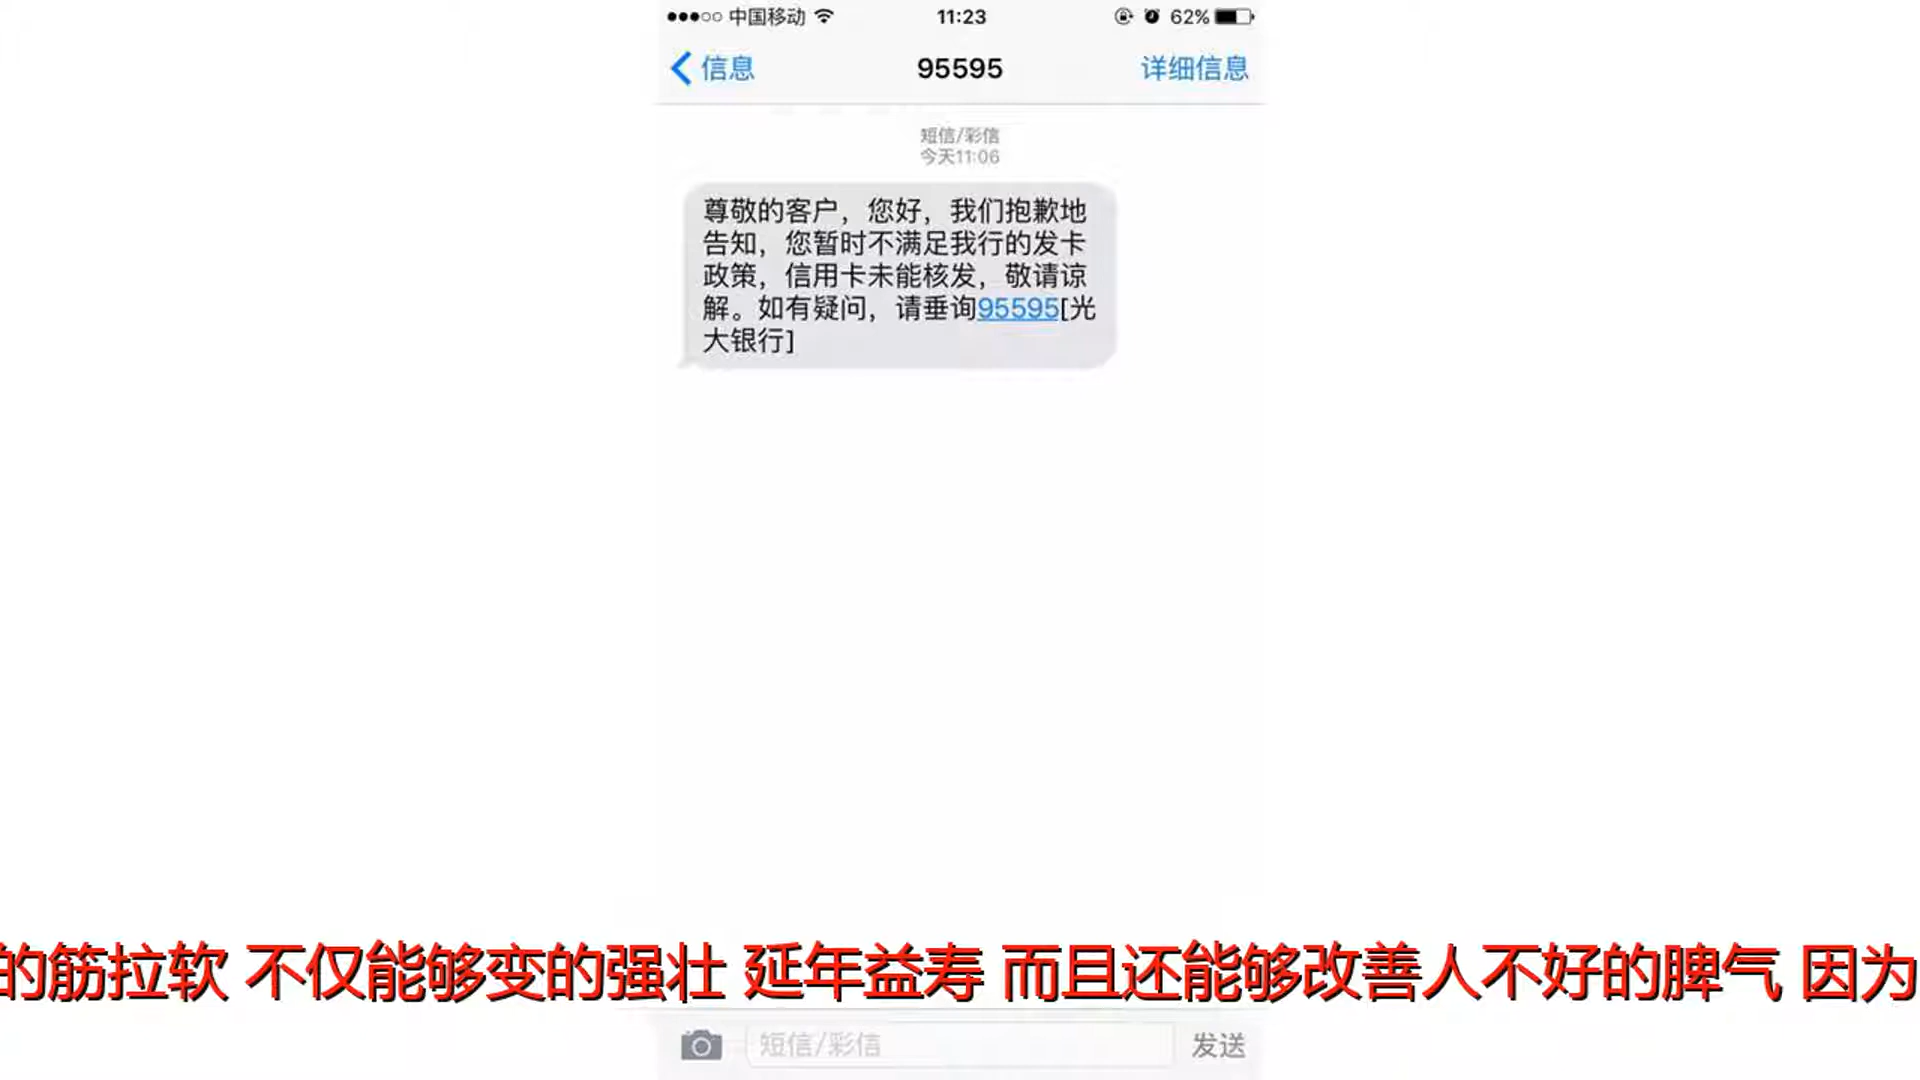 中国移动 11:23 62%
信息 95595 详细信息
短信/彩信
今天11:06
尊敬的客户，您好，我们抱歉地
告知，您暂时不满足我行的发卡
政策，信用卡未能核发，敬请谅
解。如有疑问，请垂询95595[光
大银行]
的筋拉软 不仅能够变的强壮 延年益寿 而且还能够改善人不好的脾气 因为
短信/彩信 发送